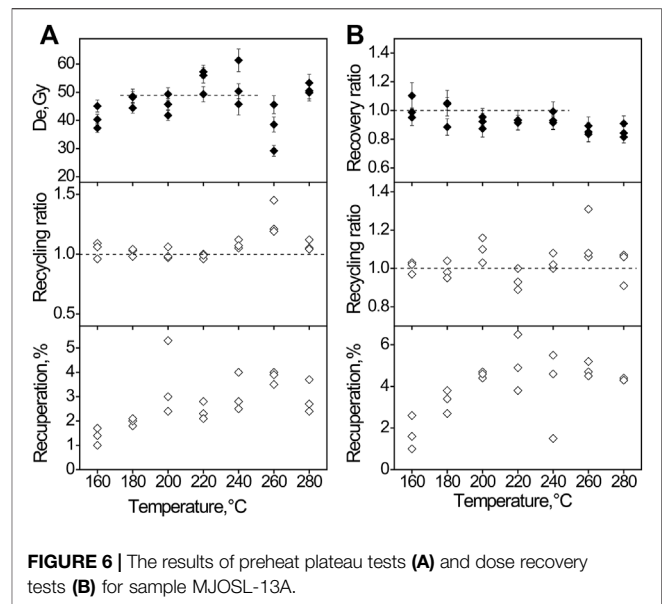 A
De,Gy
60
50
40
30
20
Recycling ratio
1.5
1.0
0.5
Recuperation,%
5
4
3
2
1
0
160 180 200 220 240 260 280
Temperature,°C
B
Recovery ratio
1.4
1.2
1.0
0.8
0.6
Recycling ratio
1.4
1.2
1.0
0.8
Recuperation,%
6
4
2
0
160 180 200 220 240 260 280
Temperature,°C
FIGURE 6 | The results of preheat plateau tests (A) and dose recovery
tests (B) for sample MJOSL-13A.